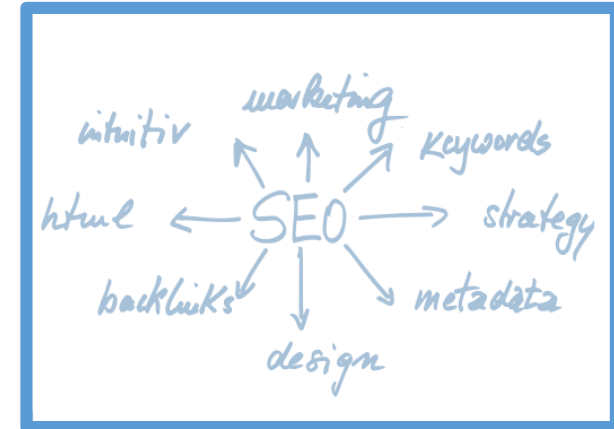 marketing
intuitiv
keywords
html
SEO
strategy
backlinks
metadata
design